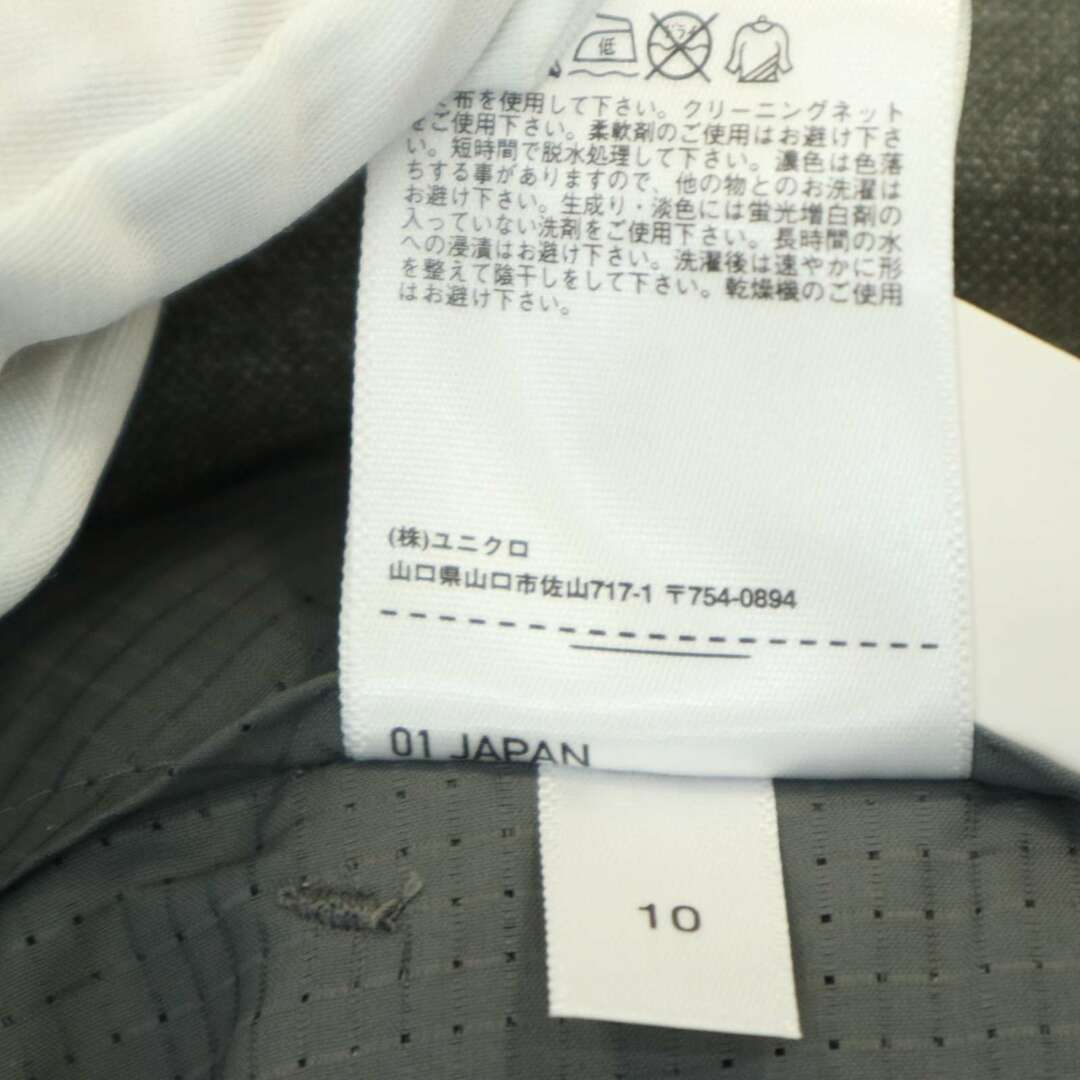 低 ドライ
布を使用して下さい。クリーニングネット
をご使用下さい。柔軟剤のご使用はお避け下さ
い。短時間で脱水処理して下さい。濃色は色落
ちする事がありますので、他の物とのお洗濯は
お避け下さい。生成り・淡色には蛍光増白剤の
入っていない洗剤をご使用下さい。長時間の水
への浸漬はお避け下さい。洗濯後は速やかに形
を整えて陰干しをして下さい。乾燥機のご使用
はお避け下さい。
(株)ユニクロ
山口県山口市佐山717-1 〒754-0894
01 JAPAN
10